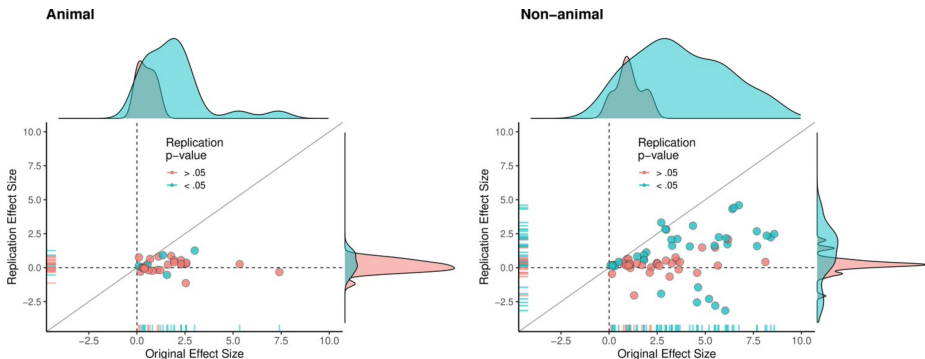 Animal
Non-animal
Replication Effect Size
10.0
7.5
5.0
2.5
0.0
−2.5
Replication
p−value
> .05
< .05
−2.5
0.0
2.5
5.0
7.5
10.0
Original Effect Size
Replication Effect Size
10.0
7.5
5.0
2.5
0.0
−2.5
Replication
p−value
> .05
< .05
−2.5
0.0
2.5
5.0
7.5
10.0
Original Effect Size